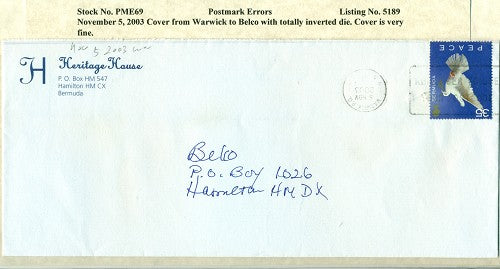 Stock No. PME69 Postmark Errors Listing No. 5189
November 5, 2003 Cover from Warwick to Belco with totally inverted die. Cover is very
fine.
Nov 5 2003
H Heritage House
P. O. Box HM 547
Hamilton HM CX
Bermuda
PEACE
35
Belco
P.O. Box 1026
Hamilton HM DX